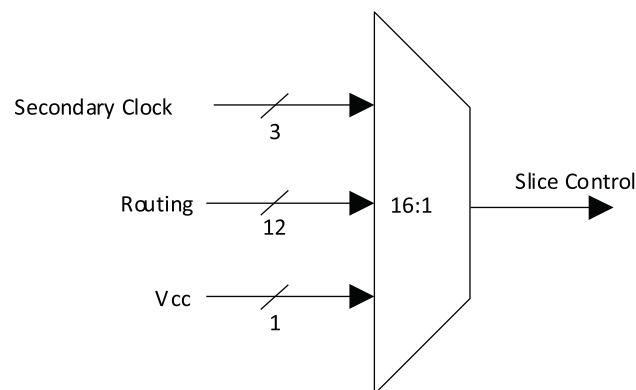 Secondary Clock
3
Routing
12
Vcc
1
16:1
Slice Control